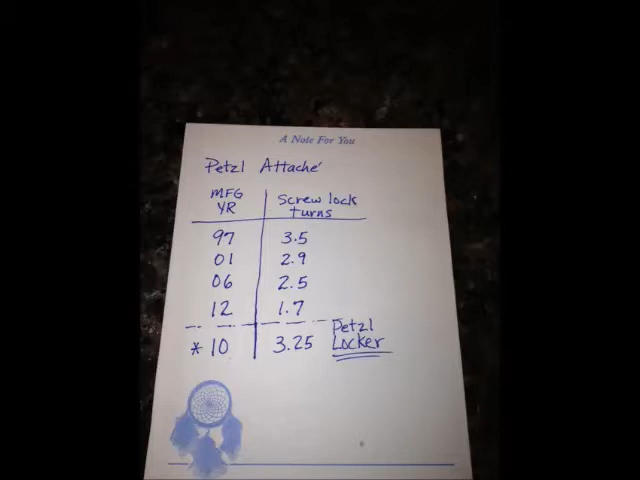 A Note For You
Petzl Attaché
MFG YR | Screw lock turns
97 | 3.5
01 | 2.9
06 | 2.5
12 | 1.7
* 10 | 3.25 Petzl Locker